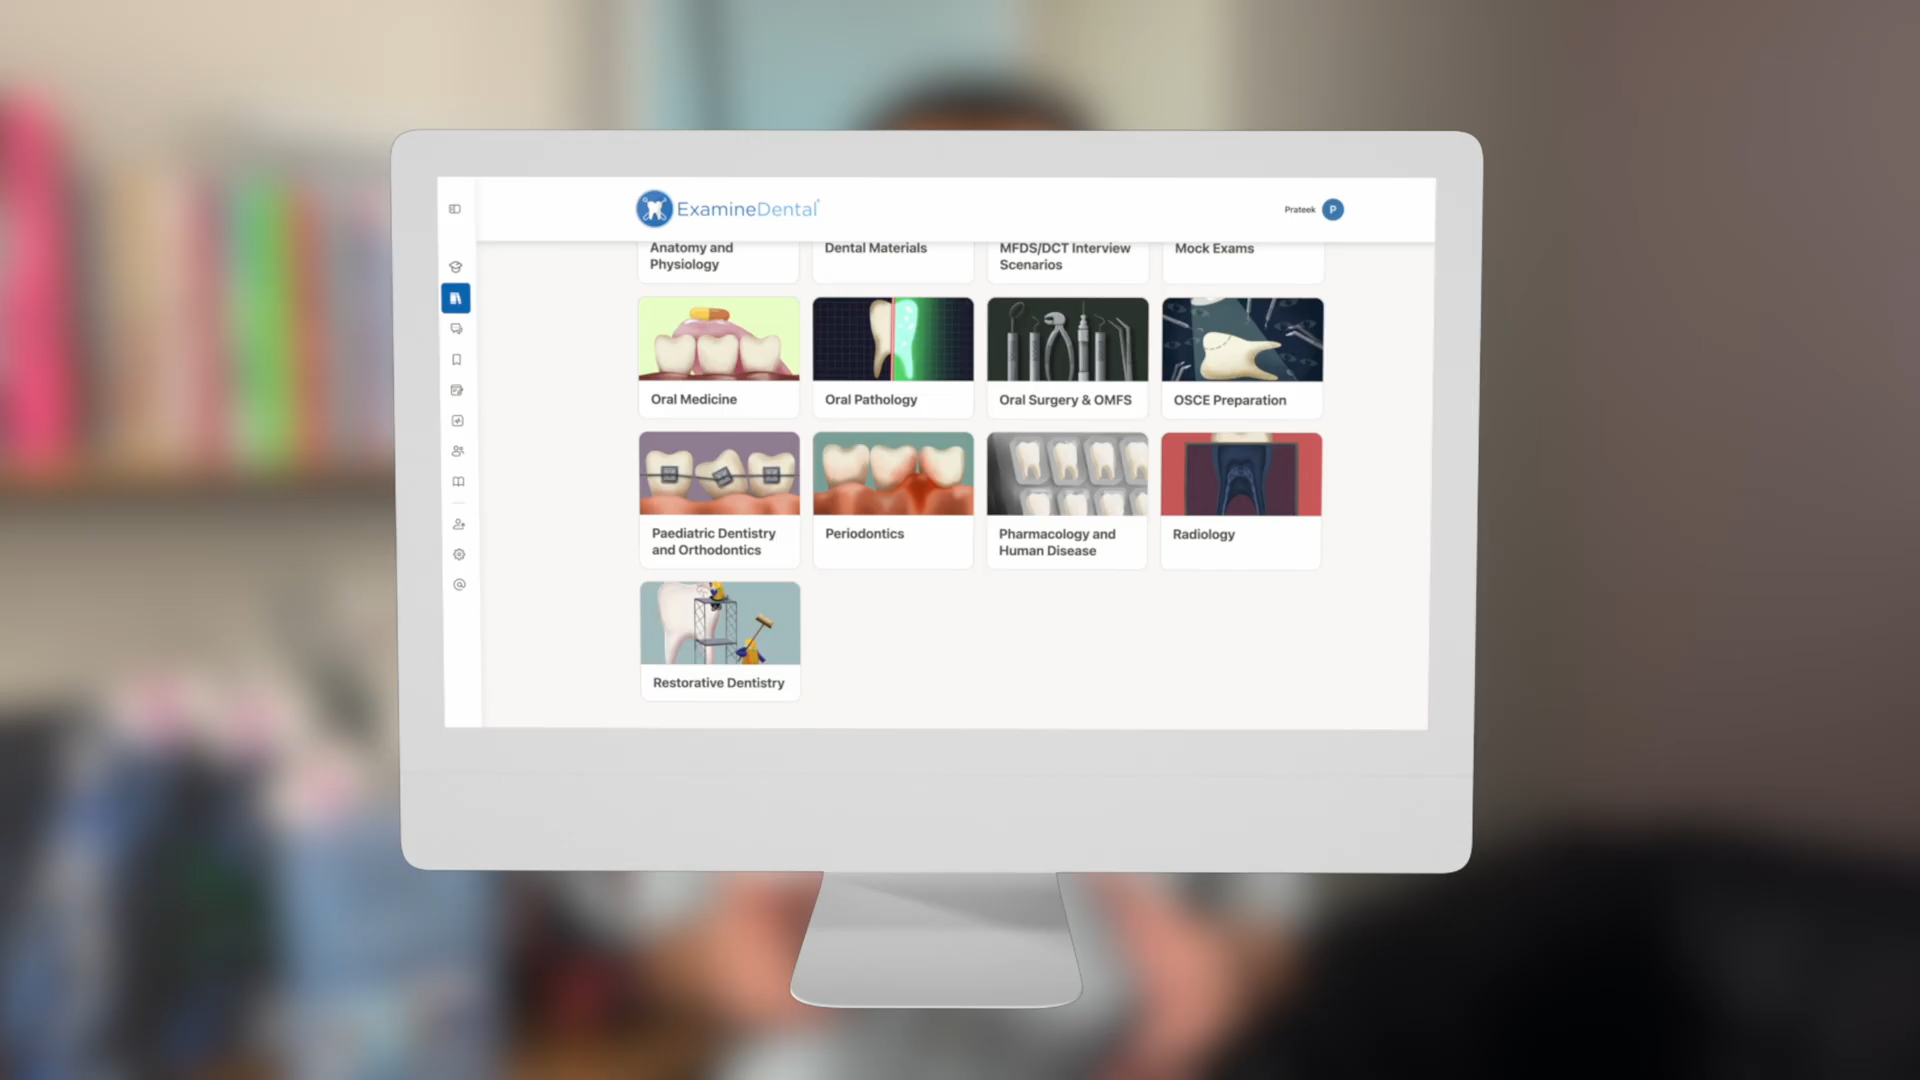 ExamineDental
Prateek
P
Anatomy and
Physiology
Dental Materials
MFDS/DCT Interview
Scenarios
Mock Exams
Oral Medicine
Oral Pathology
Oral Surgery & OMFS
OSCE Preparation
Paediatric Dentistry
and Orthodontics
Periodontics
Pharmacology and
Human Disease
Radiology
Restorative Dentistry